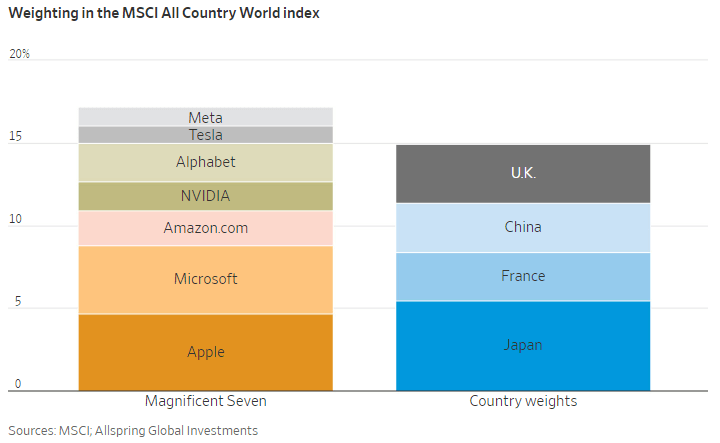 Weighting in the MSCI All Country World index
20%
15
10
5
0
Meta
Tesla
Alphabet
NVIDIA
Amazon.com
Microsoft
Apple
U.K.
China
France
Japan
Magnificent Seven
Country weights
Sources: MSCI; Allspring Global Investments